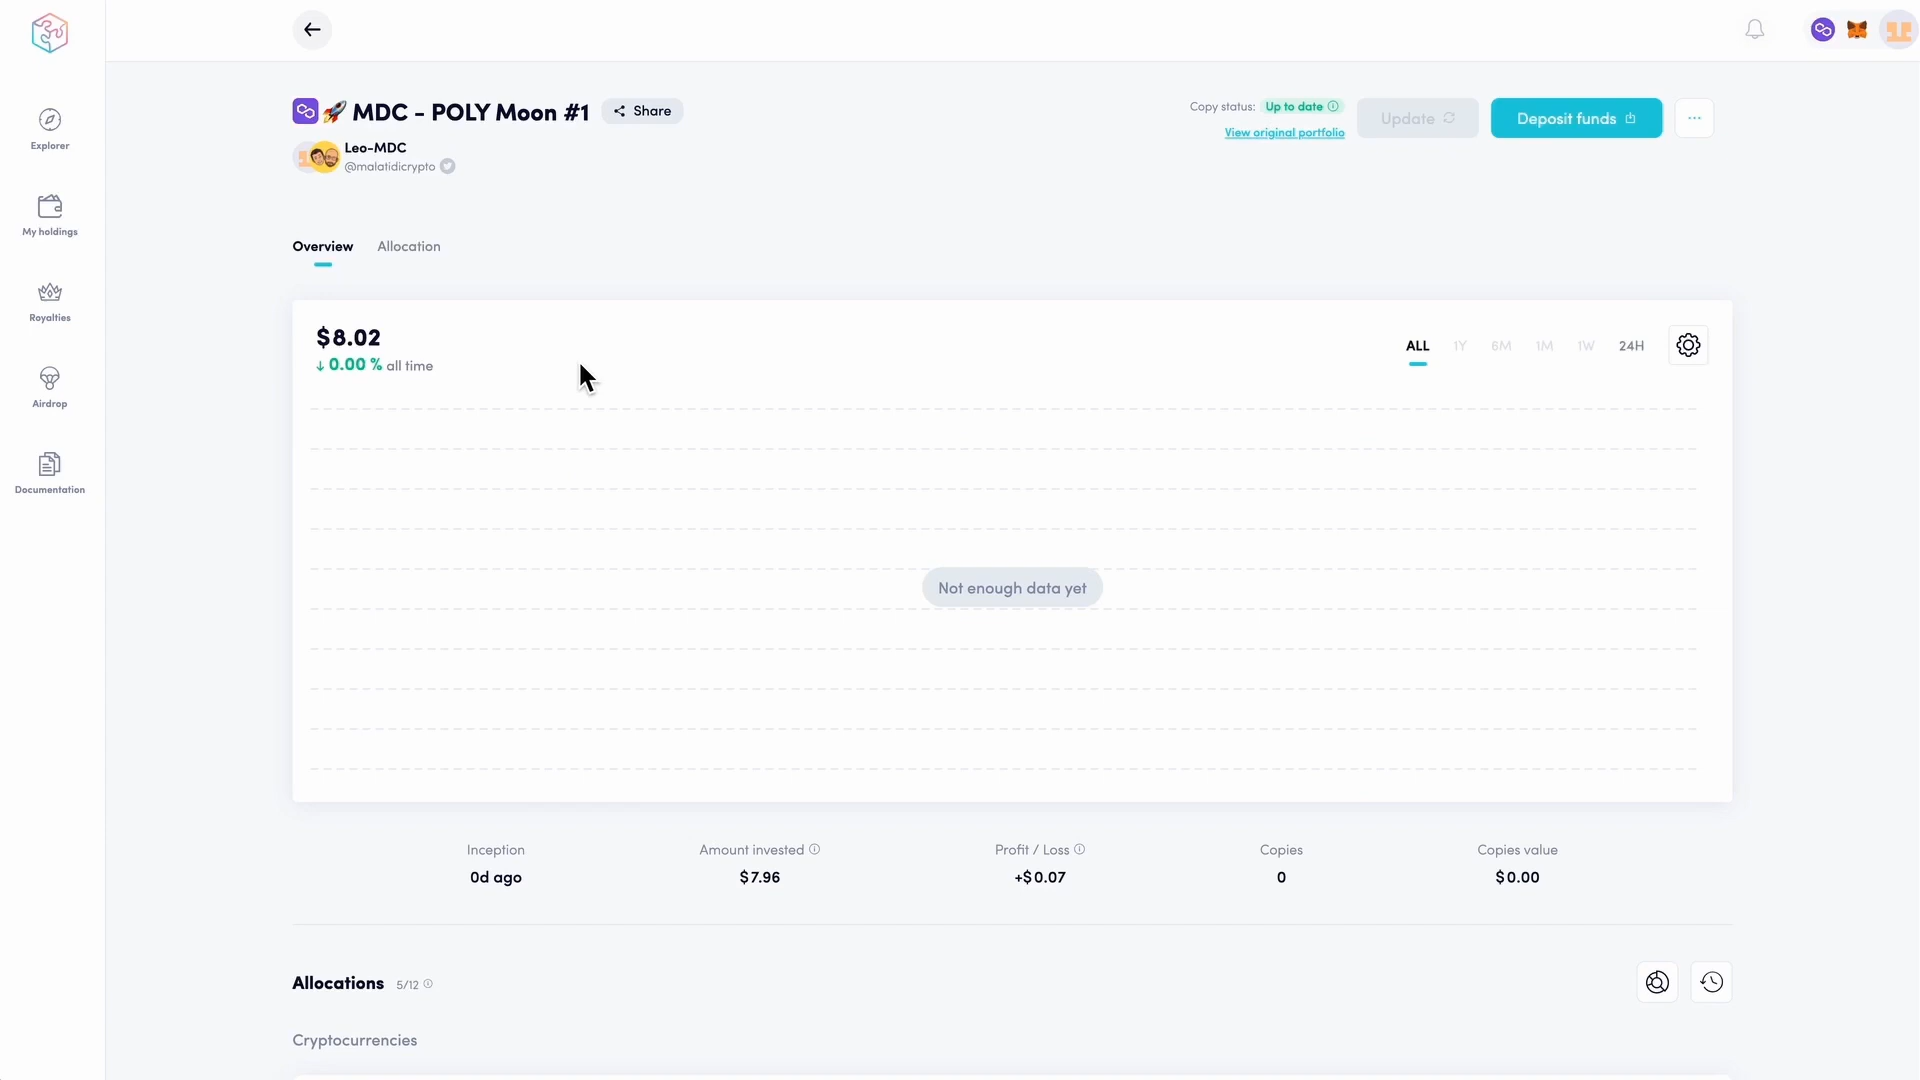 Explorer
My holdings
Royalties
Airdrop
Documentation
MDC - POLY Moon #1
Share
Leo-MDC
@malatidicrypto
Copy status: Up to date
View original portfolio
Update
Deposit funds
Overview
Allocation
$8.02
↓ 0.00 % all time
ALL 1Y 6M 1M 1W 24H
Not enough data yet
Inception
0d ago
Amount invested
$7.96
Profit / Loss
+$0.07
Copies
0
Copies value
$0.00
Allocations 5/12
Cryptocurrencies